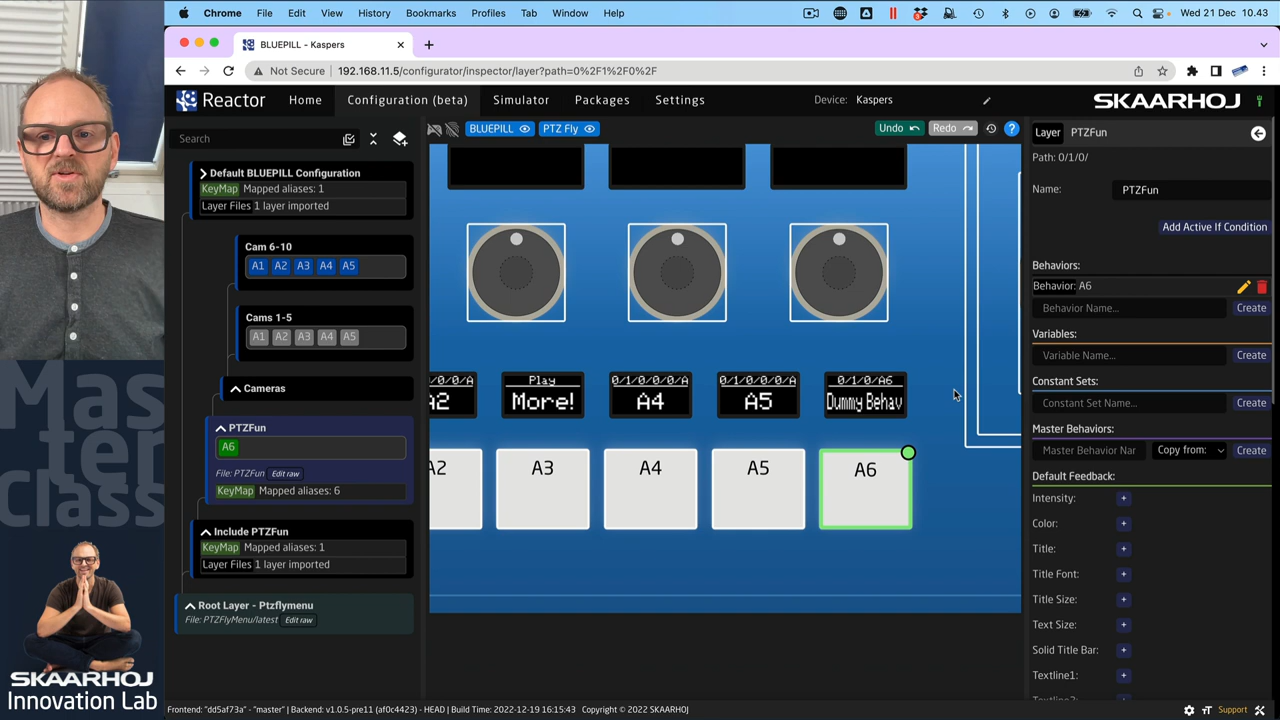 Chrome File Edit View History Bookmarks Profiles Tab Window Help Wed 21 Dec 10.43
BLUEPILL - Kaspers
Not Secure 192.168.11.5/configurator/inspector/layer?path=0%2F1%2F0%2F
Reactor Home Configuration (beta) Simulator Packages Settings Device: Kaspers SKAARHOJ
Search
BLUEPILL PTZ Fly Undo Redo ?
Default BLUEPILL Configuration
KeyMap Mapped aliases: 1
Layer Files 1 layer imported
Cam 6-10
A1 A2 A3 A4 A5
Cams 1-5
A1 A2 A3 A4 A5
Cameras
PTZFun
A6
File: PTZFun Edit raw
KeyMap Mapped aliases: 6
Include PTZFun
KeyMap Mapped aliases: 1
Layer Files 1 layer imported
Root Layer - Ptzflymenu
File: PTZFlyMenu/latest Edit raw
0/1/0/0/A Play 0/1/0/0/0/A 0/1/0/0/0/A 0/1/0/A6
A2 More! A4 A5 Dummy Behav
A2 A3 A4 A5 A6
Layer PTZFun
Path: 0/1/0/
Name: PTZFun
Add Active If Condition
Behaviors:
Behavior: A6
Behavior Name... Create
Variables:
Variable Name... Create
Constant Sets:
Constant Set Name... Create
Master Behaviors:
Master Behavior Nar Copy from: Create
Default Feedback:
Intensity: +
Color: +
Title: +
Title Font: +
Title Size: +
Text Size: +
Solid Title Bar: +
Textline1: +
Master
Class
SKAARHOJ
Innovation Lab
Frontend: "dd5af73a" - "master" | Backend: v1.0.5-pre11 (af0c4423) - HEAD | Build Time: 2022-12-19 16:15:43 Copyright © 2022 SKAARHOJ
Support